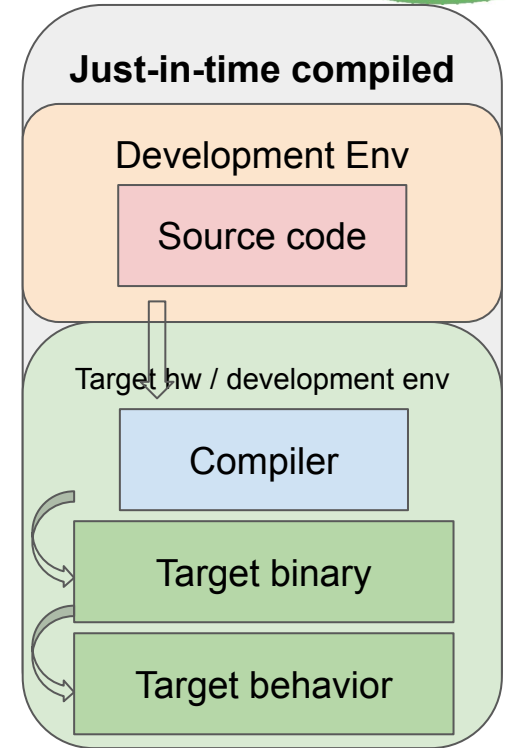 Just-in-time compiled
Development Env
Source code
Target hw / development env
Compiler
Target binary
Target behavior